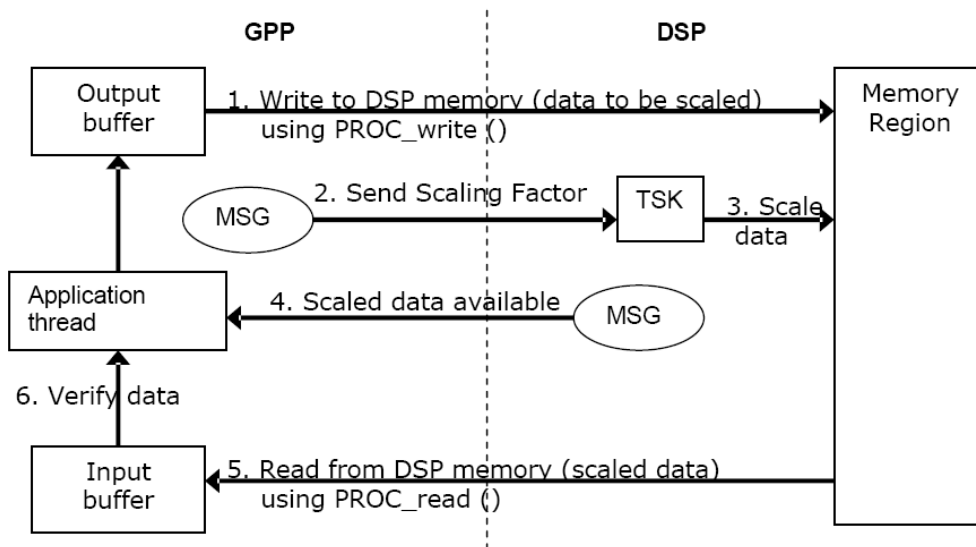 GPP
DSP
Output
buffer
1. Write to DSP memory (data to be scaled)
using PROC_write ()
Memory
Region
MSG
2. Send Scaling Factor
TSK
3. Scale
data
Application
thread
4. Scaled data available
MSG
6. Verify data
Input
buffer
5. Read from DSP memory (scaled data)
using PROC_read ()